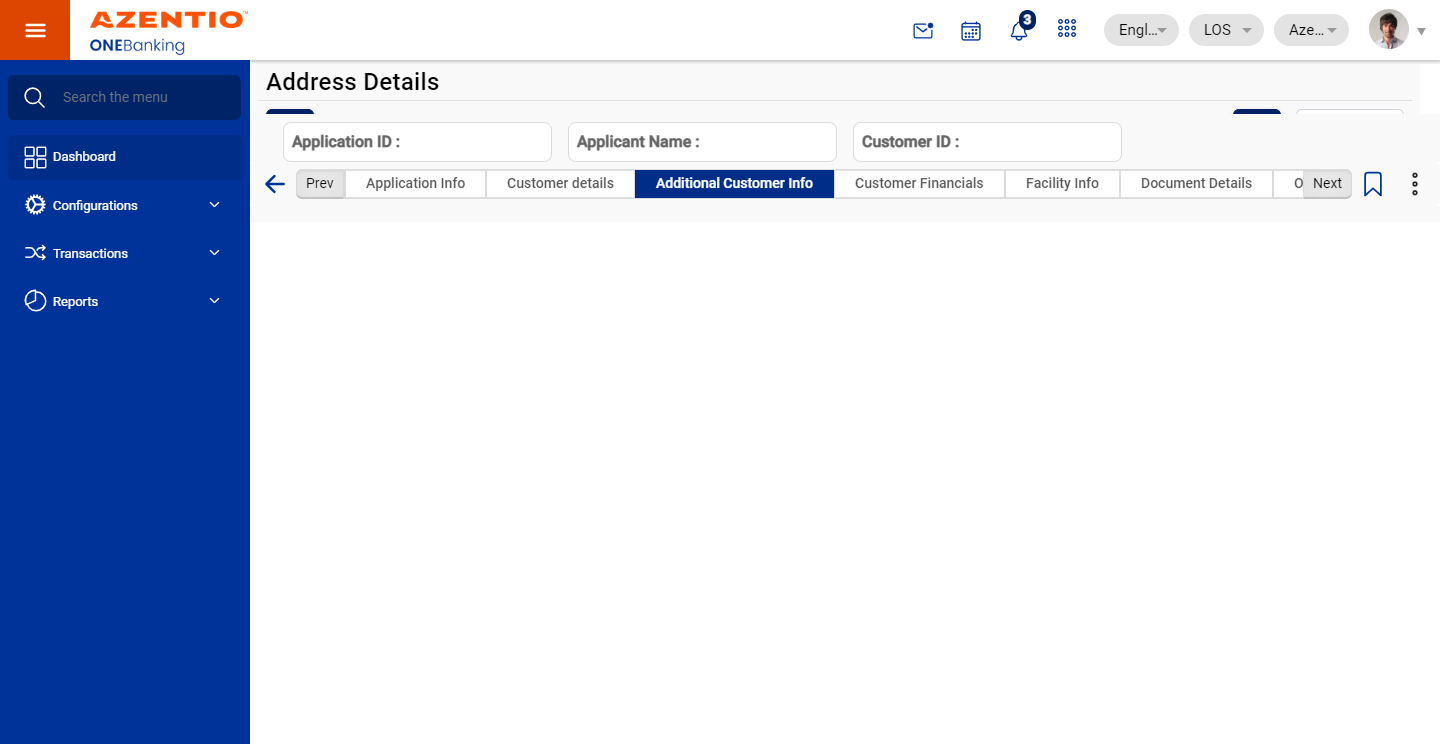 AZENTIO™
ONEBanking
3
Engl...
LOS
Aze...
Search the menu
Dashboard
Configurations
Transactions
Reports
Address Details
Application ID :
Applicant Name :
Customer ID :
Prev
Application Info
Customer details
Additional Customer Info
Customer Financials
Facility Info
Document Details
O
Next